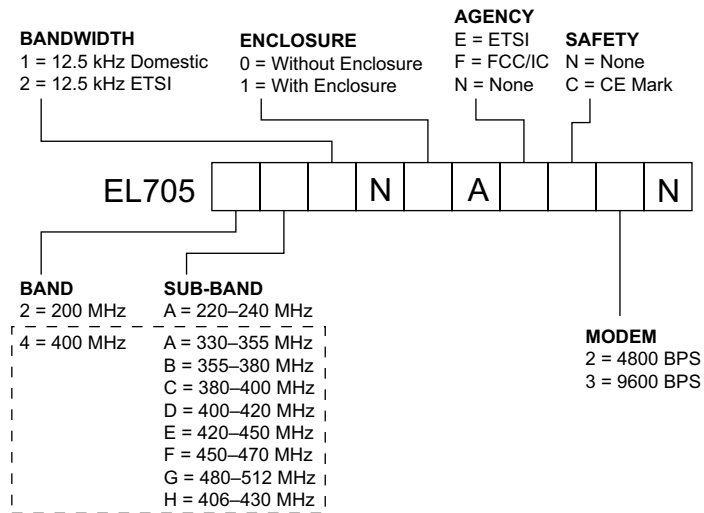 BANDWIDTH
1 = 12.5 kHz Domestic
2 = 12.5 kHz ETSI
ENCLOSURE
0 = Without Enclosure
1 = With Enclosure
AGENCY
E = ETSI
F = FCC/IC
N = None
SAFETY
N = None
C = CE Mark
EL705 N A N
BAND
2 = 200 MHz
4 = 400 MHz
SUB-BAND
A = 220–240 MHz
A = 330–355 MHz
B = 355–380 MHz
C = 380–400 MHz
D = 400–420 MHz
E = 420–450 MHz
F = 450–470 MHz
G = 480–512 MHz
H = 406–430 MHz
MODEM
2 = 4800 BPS
3 = 9600 BPS